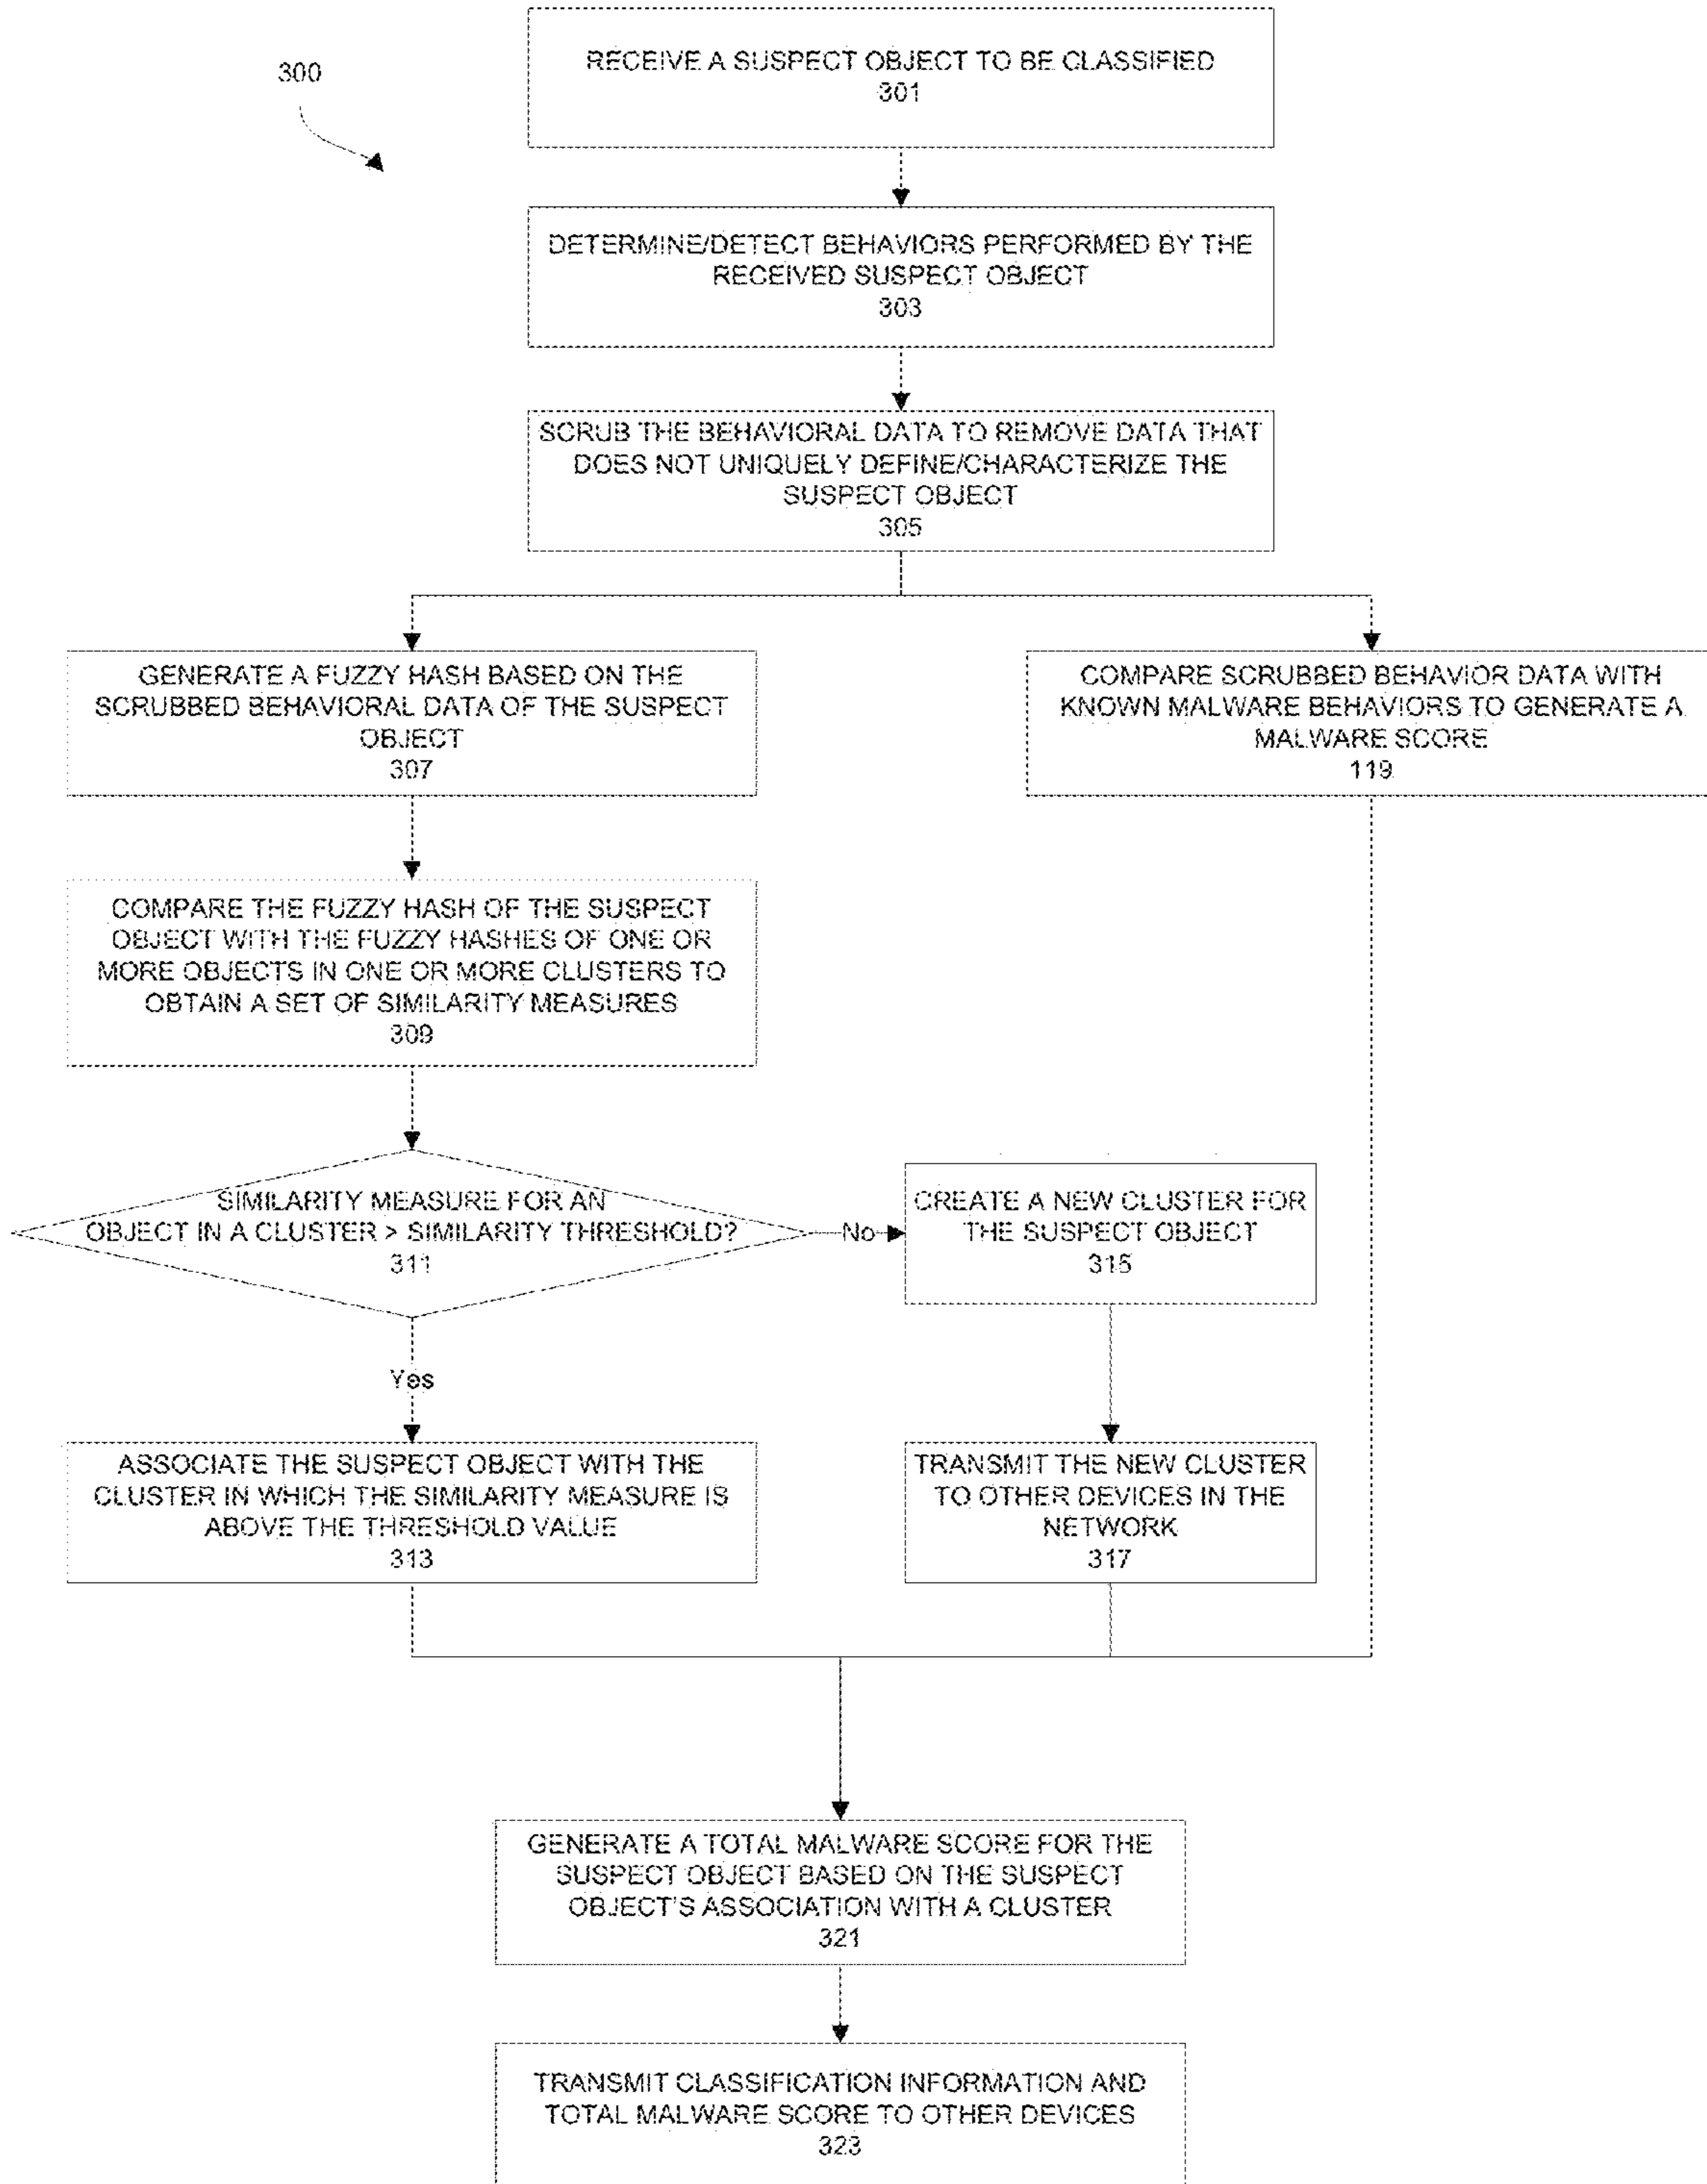 300
RECEIVE A SUSPECT OBJECT TO BE CLASSIFIED
301
DETERMINE/DETECT BEHAVIORS PERFORMED BY THE
RECEIVED SUSPECT OBJECT
303
SCRUB THE BEHAVIORAL DATA TO REMOVE DATA THAT
DOES NOT UNIQUELY DEFINE/CHARACTERIZE THE
SUSPECT OBJECT
305
GENERATE A FUZZY HASH BASED ON THE
SCRUBBED BEHAVIORAL DATA OF THE SUSPECT
OBJECT
307
COMPARE SCRUBBED BEHAVIOR DATA WITH
KNOWN MALWARE BEHAVIORS TO GENERATE A
MALWARE SCORE
119
COMPARE THE FUZZY HASH OF THE SUSPECT
OBJECT WITH THE FUZZY HASHES OF ONE OR
MORE OBJECTS IN ONE OR MORE CLUSTERS TO
OBTAIN A SET OF SIMILARITY MEASURES
309
SIMILARITY MEASURE FOR AN
OBJECT IN A CLUSTER > SIMILARITY THRESHOLD?
311
No
CREATE A NEW CLUSTER FOR
THE SUSPECT OBJECT
315
Yes
ASSOCIATE THE SUSPECT OBJECT WITH THE
CLUSTER IN WHICH THE SIMILARITY MEASURE IS
ABOVE THE THRESHOLD VALUE
313
TRANSMIT THE NEW CLUSTER
TO OTHER DEVICES IN THE
NETWORK
317
GENERATE A TOTAL MALWARE SCORE FOR THE
SUSPECT OBJECT BASED ON THE SUSPECT
OBJECT'S ASSOCIATION WITH A CLUSTER
321
TRANSMIT CLASSIFICATION INFORMATION AND
TOTAL MALWARE SCORE TO OTHER DEVICES
323